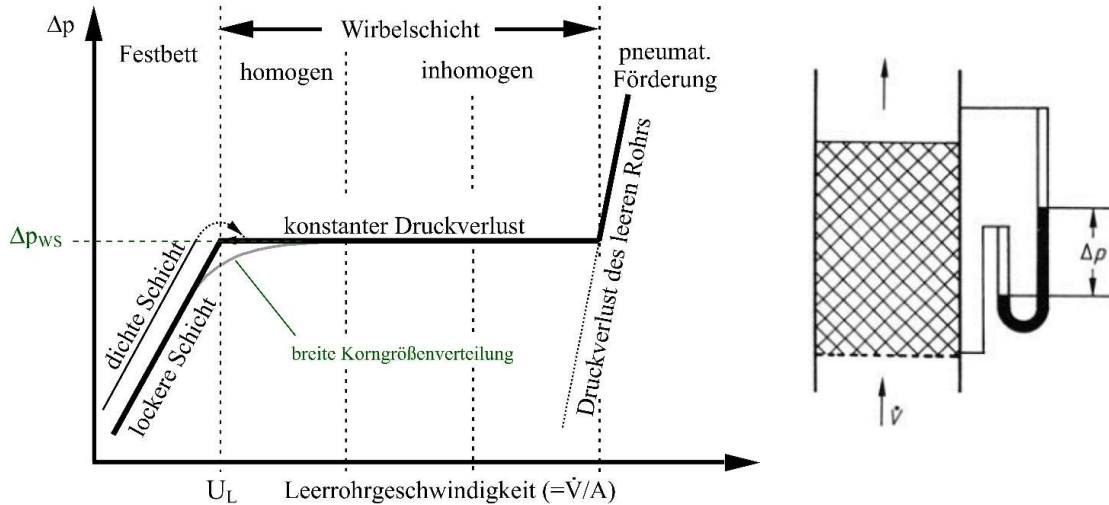 Δp
Festbett
Wirbelschicht
homogen
inhomogen
pneumat.
Förderung
Δpws
konstanter Druckverlust
dichte Schicht
lockere Schicht
breite Korngrößenverteilung
Druckverlust des leeren Rohrs
U_L
Leerrohrgeschwindigkeit (=V̇/A)
Δp
V̇